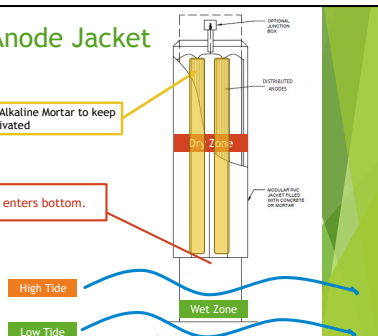 Anode Jacket
OPTIONAL
JUNCTION
BOX
DISTRIBUTED
ANODES
Alkaline Mortar to keep
ivated
Dry Zone
MODULAR PVC
JACKET FILLED
WITH CONCRETE
OR MORTAR
enters bottom.
High Tide
Wet Zone
Low Tide